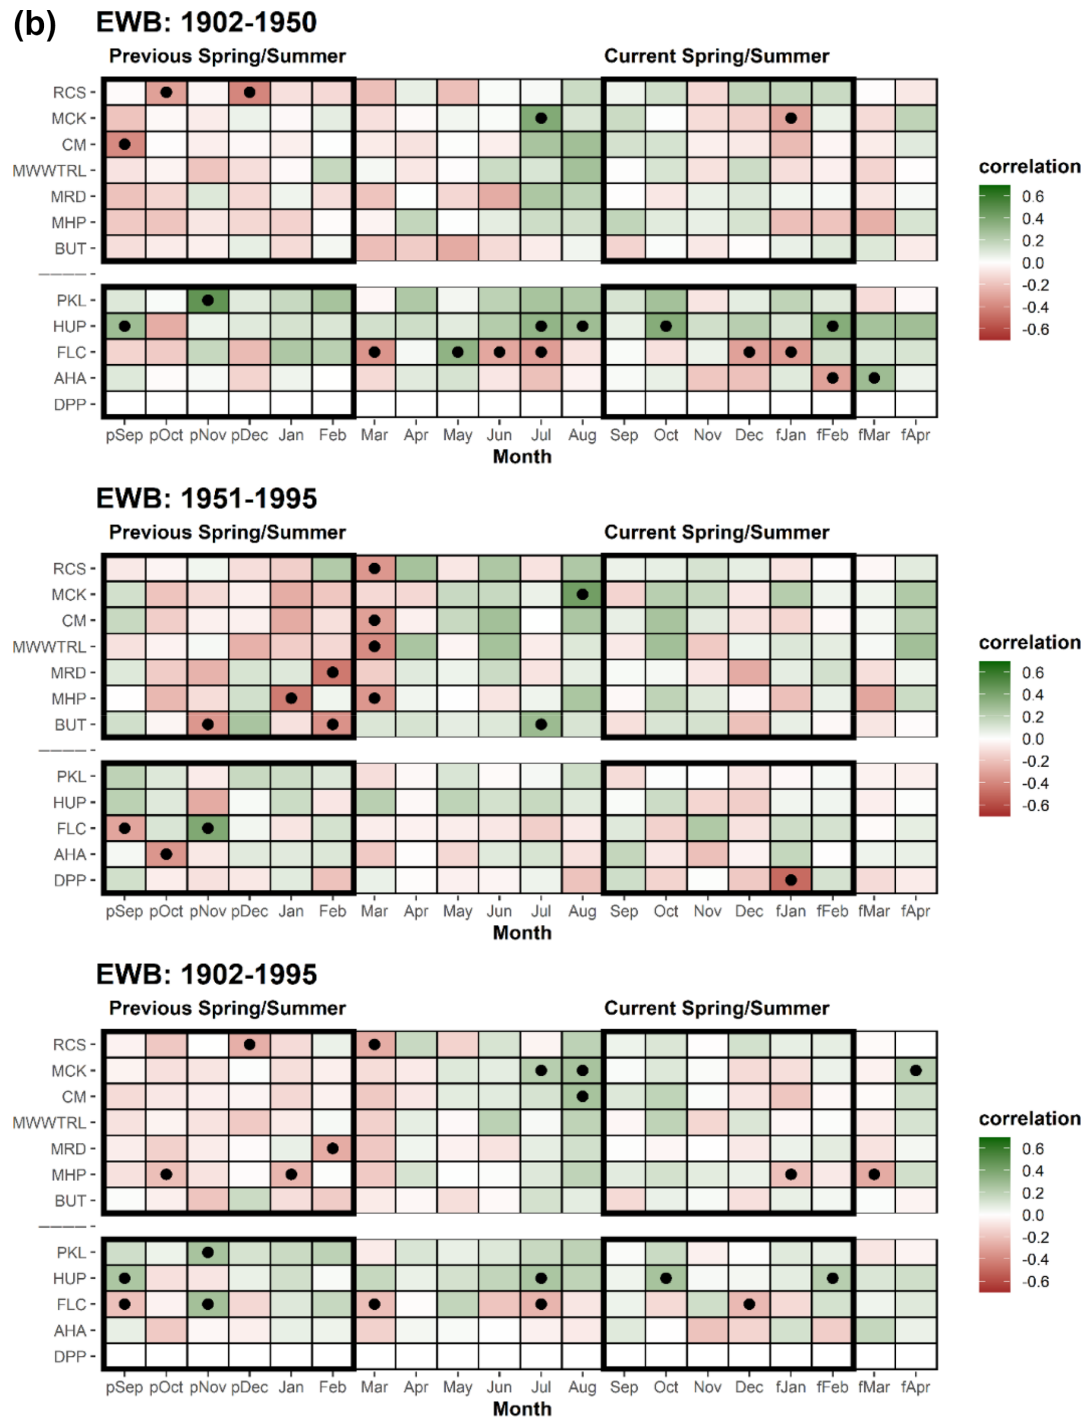 (b) EWB: 1902-1950
Previous Spring/Summer Current Spring/Summer
RCS
MCK
CM
MWWTRL
MRD
MHP
BUT
————
PKL
HUP
FLC
AHA
DPP
pSep pOct pNov pDec Jan Feb Mar Apr May Jun Jul Aug Sep Oct Nov Dec fJan fFeb fMar fApr
Month
correlation
0.6
0.4
0.2
0.0
-0.2
-0.4
-0.6
EWB: 1951-1995
Previous Spring/Summer Current Spring/Summer
RCS
MCK
CM
MWWTRL
MRD
MHP
BUT
————
PKL
HUP
FLC
AHA
DPP
pSep pOct pNov pDec Jan Feb Mar Apr May Jun Jul Aug Sep Oct Nov Dec fJan fFeb fMar fApr
Month
correlation
0.6
0.4
0.2
0.0
-0.2
-0.4
-0.6
EWB: 1902-1995
Previous Spring/Summer Current Spring/Summer
RCS
MCK
CM
MWWTRL
MRD
MHP
BUT
————
PKL
HUP
FLC
AHA
DPP
pSep pOct pNov pDec Jan Feb Mar Apr May Jun Jul Aug Sep Oct Nov Dec fJan fFeb fMar fApr
Month
correlation
0.6
0.4
0.2
0.0
-0.2
-0.4
-0.6